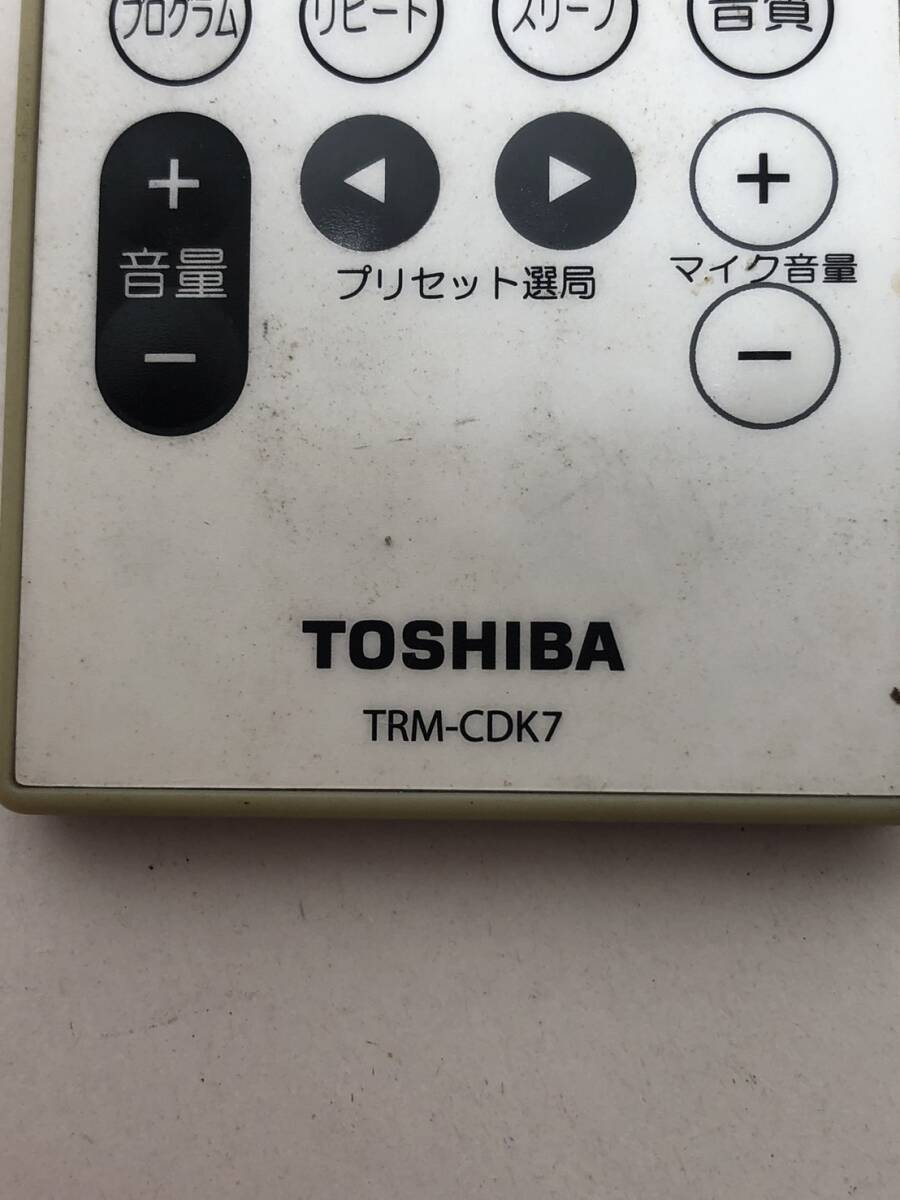 プログラム リピート スリープ 音質
+ ◀ ▶ +
音量 プリセット選局 マイク音量
− −
TOSHIBA
TRM-CDK7